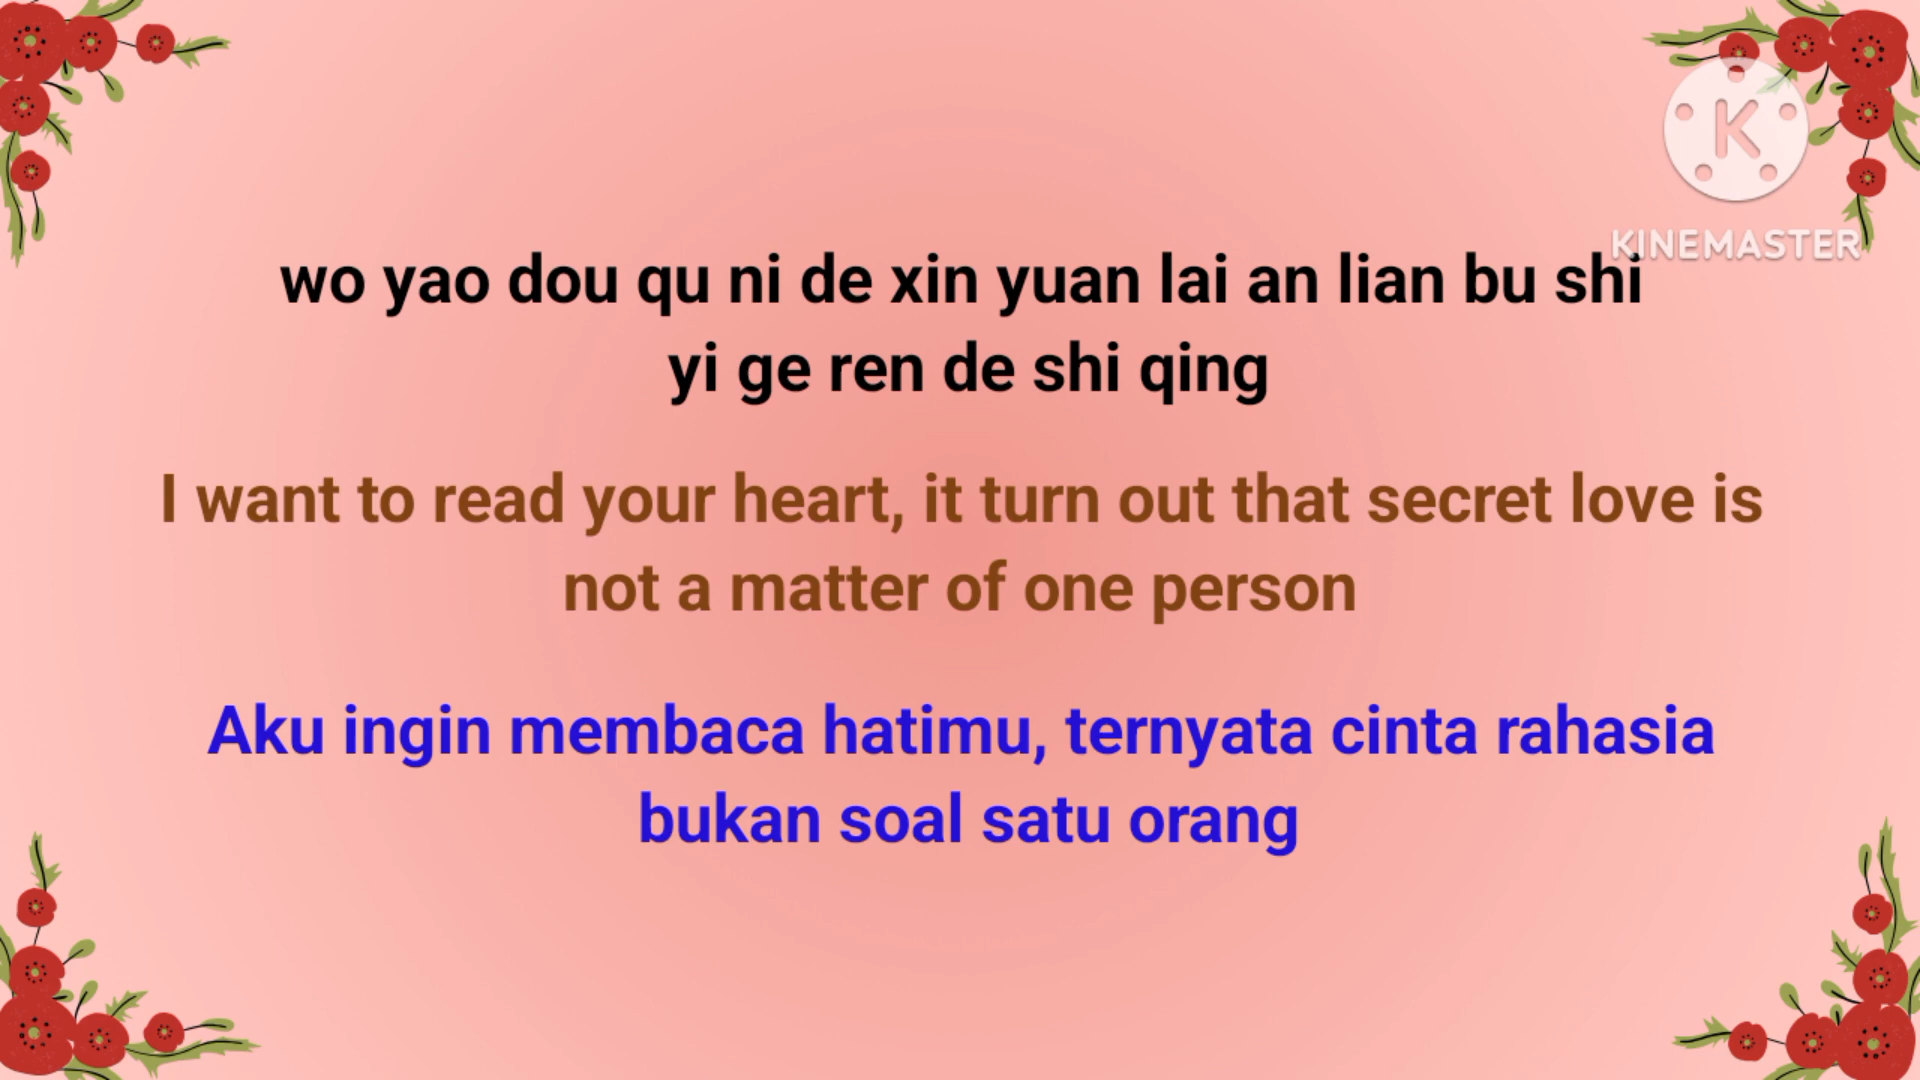 KINEMASTER
wo yao dou qu ni de xin yuan lai an lian bu shi
yi ge ren de shi qing
I want to read your heart, it turn out that secret love is
not a matter of one person
Aku ingin membaca hatimu, ternyata cinta rahasia
bukan soal satu orang